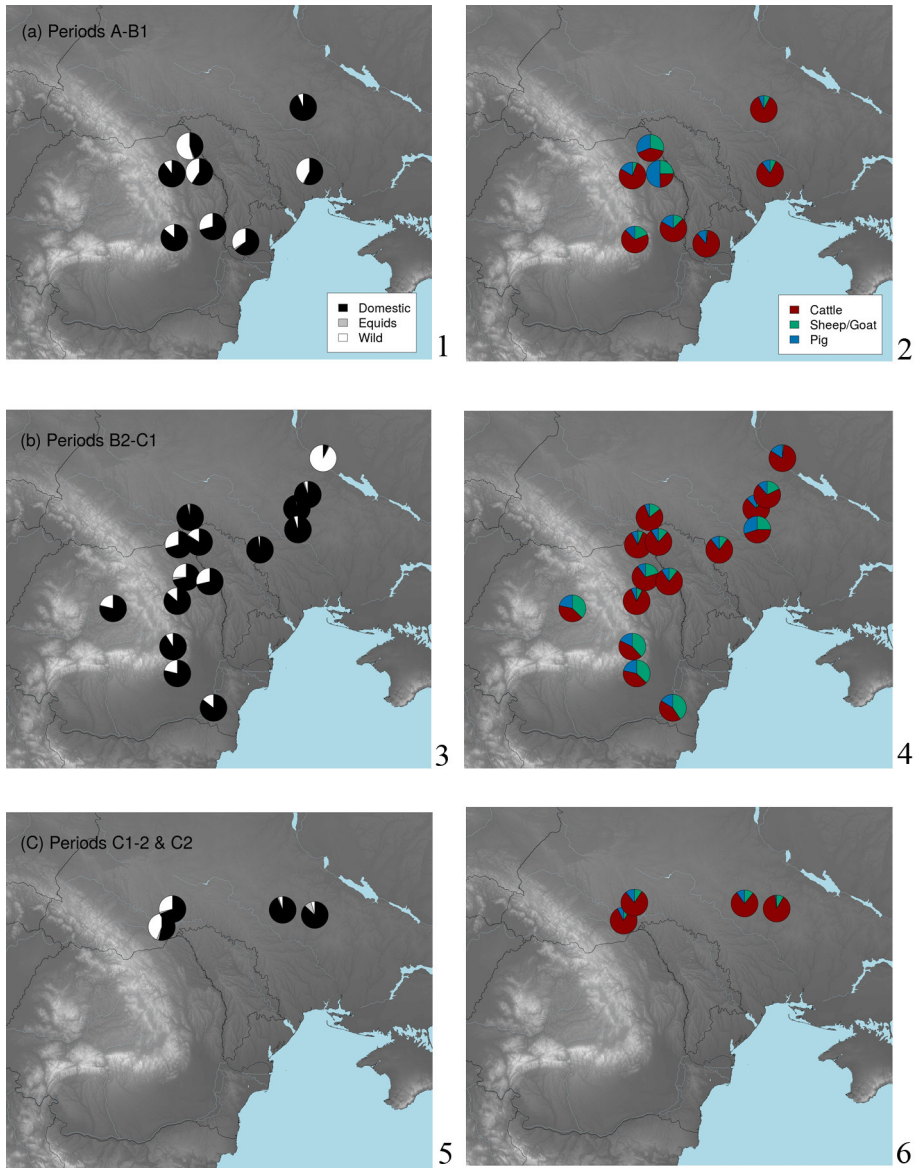 (a) Periods A-B1
Domestic
Equids
Wild
1
Cattle
Sheep/Goat
Pig
2
(b) Periods B2-C1
3
4
(C) Periods C1-2 & C2
5
6